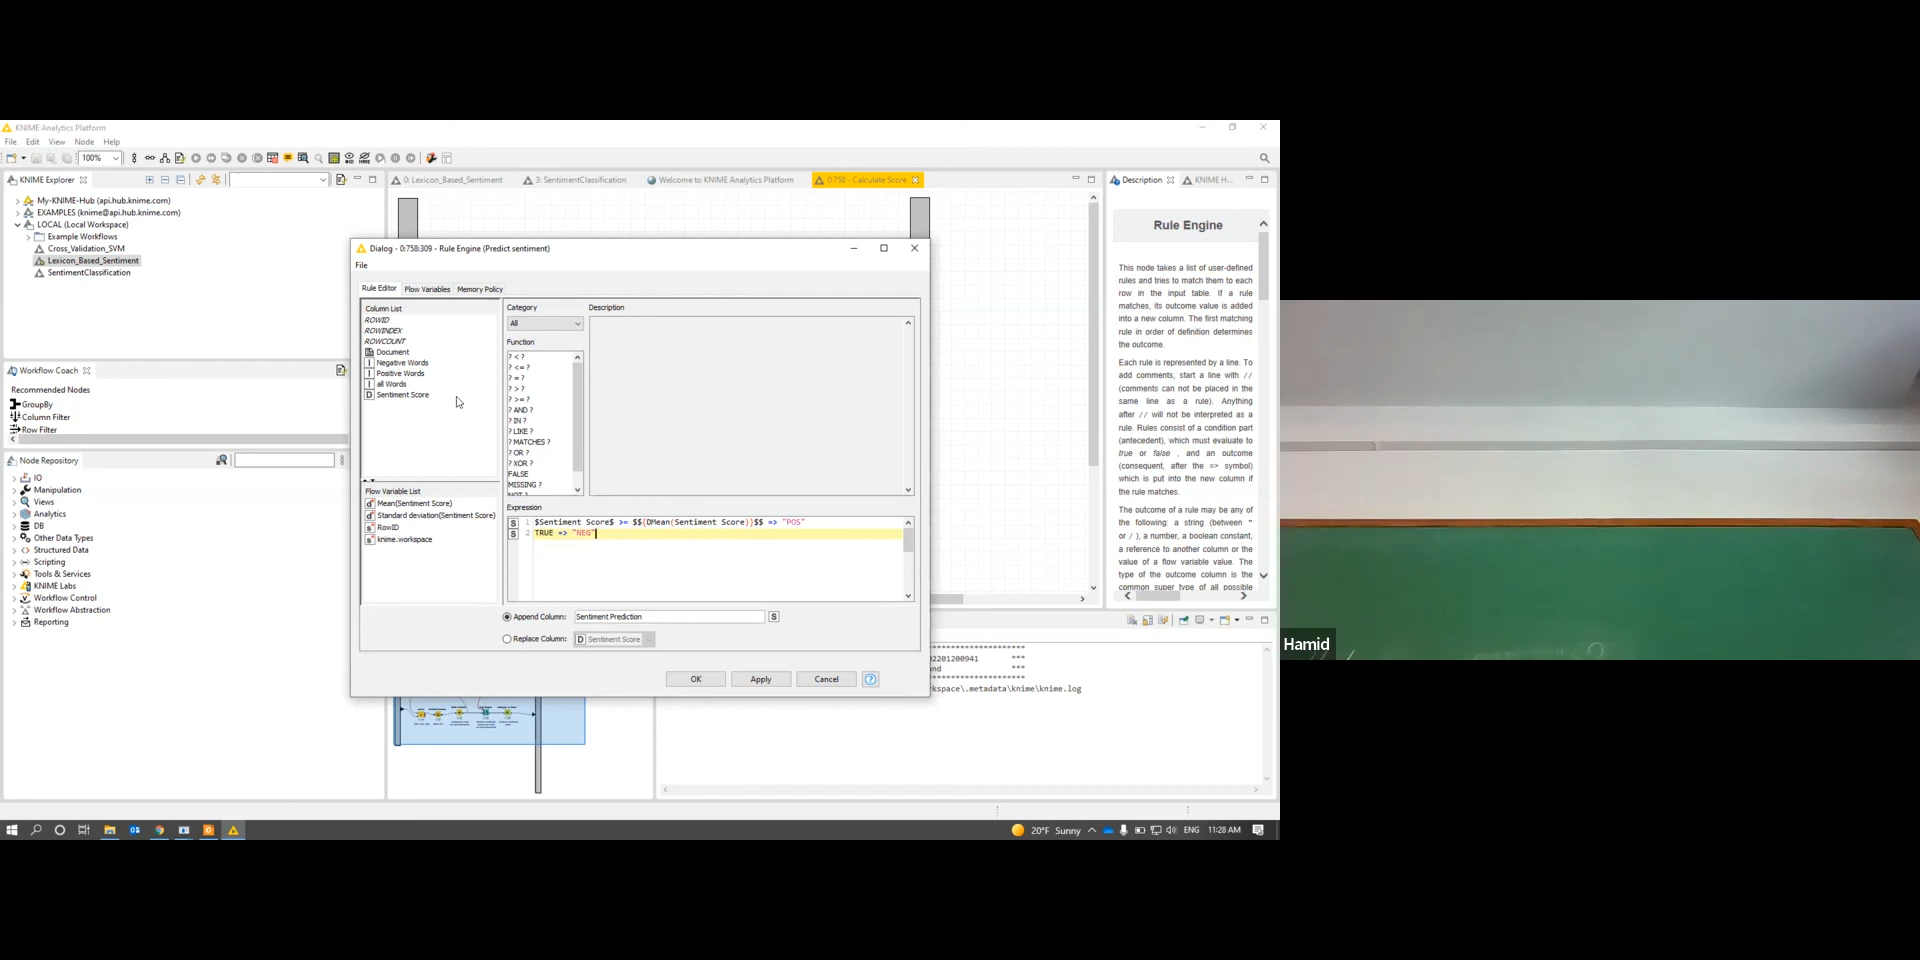 KNIME Analytics Platform
File Edit View Node Help
100%
KNIME Explorer
My-KNIME-Hub (api.hub.knime.com)
EXAMPLES (knime@api.hub.knime.com)
LOCAL (Local Workspace)
Example Workflows
Cross_Validation_SVM
Lexicon_Based_Sentiment
SentimentClassification
Workflow Coach
Recommended Nodes
GroupBy
Column Filter
Row Filter
Node Repository
IO
Manipulation
Views
Analytics
DB
Other Data Types
Structured Data
Scripting
Tools & Services
KNIME Labs
Workflow Control
Workflow Abstraction
Reporting
0: Lexicon_Based_Sentiment
3: SentimentClassification
Welcome to KNIME Analytics Platform
0:758 - Calculate Score
Dialog - 0:758:309 - Rule Engine (Predict sentiment)
File
Rule Editor Flow Variables Memory Policy
Column List
ROWID
ROWINDEX
ROWCOUNT
Document
I Negative Words
I Positive Words
I all Words
D Sentiment Score
Flow Variable List
d Mean(Sentiment Score)
d Standard deviation(Sentiment Score)
s RowID
s knime.workspace
Category
All
Function
? < ?
? <= ?
? = ?
? > ?
? >= ?
? AND ?
? IN ?
? LIKE ?
? MATCHES ?
? OR ?
? XOR ?
FALSE
MISSING ?
NOT ?
Description
Expression
S 1 $Sentiment Score$ >= $${DMean(Sentiment Score)}$$ => "POS"
S 2 TRUE => "NEG"
Append Column: Sentiment Prediction S
Replace Column: D Sentiment Score
OK Apply Cancel ?
Description
KNIME H...
Rule Engine
This node takes a list of user-defined
rules and tries to match them to each
row in the input table. If a rule
matches, its outcome value is added
into a new column. The first matching
rule in order of definition determines
the outcome.
Each rule is represented by a line. To
add comments, start a line with //
(comments can not be placed in the
same line as a rule). Anything
after // will not be interpreted as a
rule. Rules consist of a condition part
(antecedent), which must evaluate to
true or false , and an outcome
(consequent, after the => symbol)
which is put into the new column if
the rule matches.
The outcome of a rule may be any of
the following: a string (between "
or / ), a number, a boolean constant,
a reference to another column or the
value of a flow variable value. The
type of the outcome column is the
common super type of all possible
*********************
02201200941 ***
nd ***
*********************
kspace\.metadata\knime\knime.log
20°F Sunny
ENG
11:28 AM
Hamid